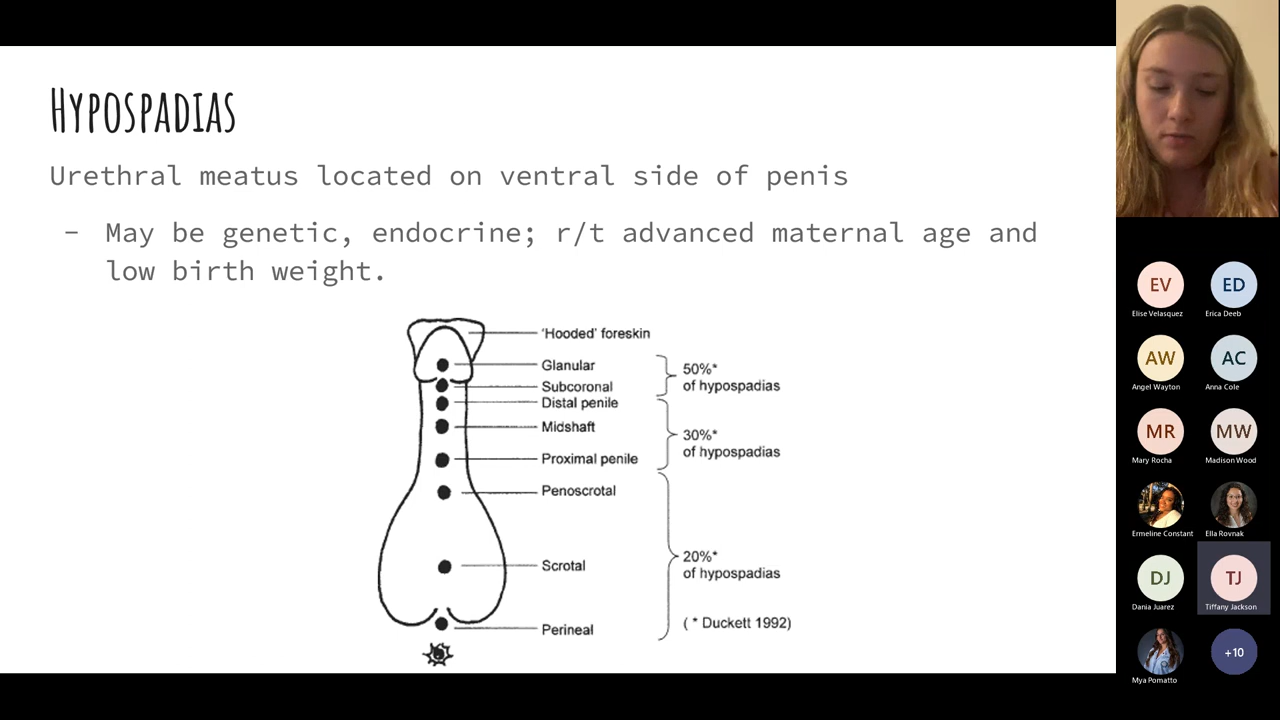 Hypospadias
Urethral meatus located on ventral side of penis
- May be genetic, endocrine; r/t advanced maternal age and
low birth weight.
'Hooded' foreskin
Glanular
50%*
of hypospadias
Subcoronal
Distal penile
Midshaft
30%*
of hypospadias
Proximal penile
Penoscrotal
Scrotal
20%*
of hypospadias
Perineal
( * Duckett 1992)
EV
ED
Elise Velasquez
Erica Deeb
AW
AC
Angel Wayton
Anna Cole
MR
MW
Mary Rocha
Madison Wood
Ermeline Constant
Ella Rovnak
DJ
TJ
Dania Juarez
Tiffany Jackson
+10
Mya Pomatto